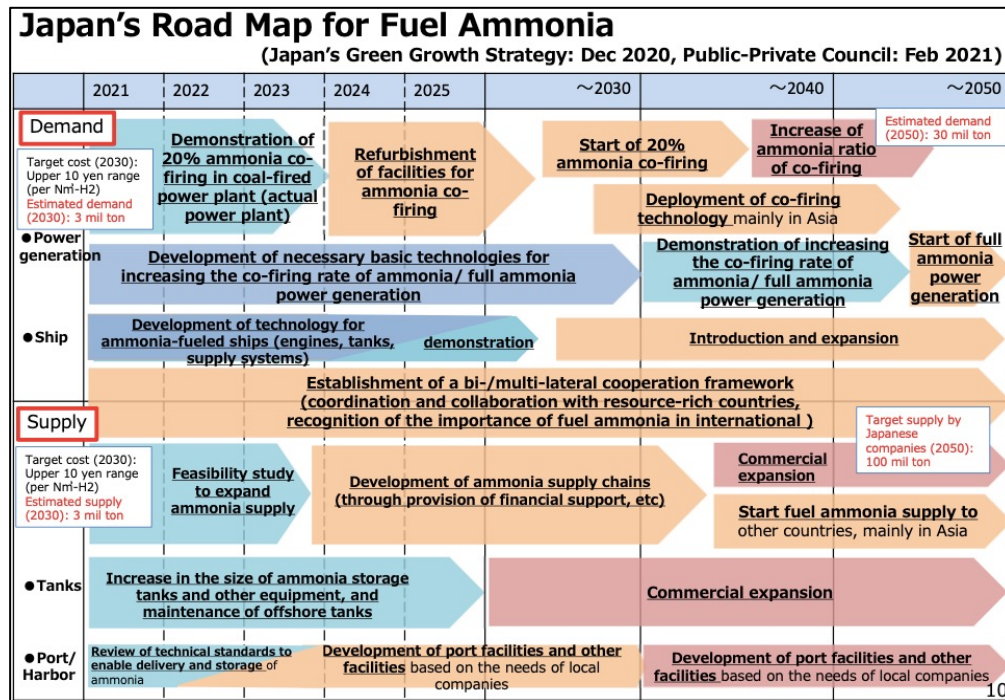 Japan's Road Map for Fuel Ammonia
(Japan's Green Growth Strategy: Dec 2020, Public-Private Council: Feb 2021)
2021
2022
2023
2024
2025
～2030
～2040
～2050
Demand
Target cost (2030):
Upper 10 yen range
(per Nm³-H2)
Estimated demand
(2030): 3 mil ton
Demonstration of
20% ammonia co-
firing in coal-fired
power plant (actual
power plant)
Refurbishment
of facilities for
ammonia co-
firing
Start of 20%
ammonia co-firing
Increase of
ammonia ratio
of co-firing
Estimated demand
(2050): 30 mil ton
Deployment of co-firing
technology mainly in Asia
●Power
generation
Development of necessary basic technologies for
increasing the co-firing rate of ammonia/ full ammonia
power generation
Demonstration of increasing
the co-firing rate of
ammonia/ full ammonia
power generation
Start of full
ammonia
power
generation
●Ship
Development of technology for
ammonia-fueled ships (engines, tanks,
supply systems)
demonstration
Introduction and expansion
Establishment of a bi-/multi-lateral cooperation framework
(coordination and collaboration with resource-rich countries,
recognition of the importance of fuel ammonia in international )
Supply
Target cost (2030):
Upper 10 yen range
(per Nm³-H2)
Estimated supply
(2030): 3 mil ton
Feasibility study
to expand
ammonia supply
Development of ammonia supply chains
(through provision of financial support, etc)
Commercial
expansion
Target supply by
Japanese
companies (2050):
100 mil ton
Start fuel ammonia supply to
other countries, mainly in Asia
●Tanks
Increase in the size of ammonia storage
tanks and other equipment, and
maintenance of offshore tanks
Commercial expansion
●Port/
Harbor
Review of technical standards to
enable delivery and storage of
ammonia
Development of port facilities and other
facilities based on the needs of local
companies
Development of port facilities and other
facilities based on the needs of local companies
10